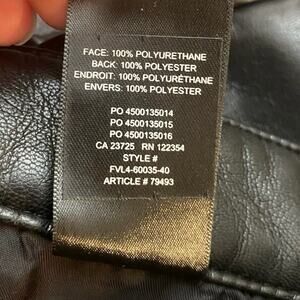 FACE: 100% POLYURETHANE
BACK: 100% POLYESTER
ENDROIT: 100% POLYURÉTHANE
ENVERS: 100% POLYESTER
PO 4500135014
PO 4500135015
PO 4500135016
CA 23725 RN 122354
STYLE #
FVL4-60035-40
ARTICLE # 79493